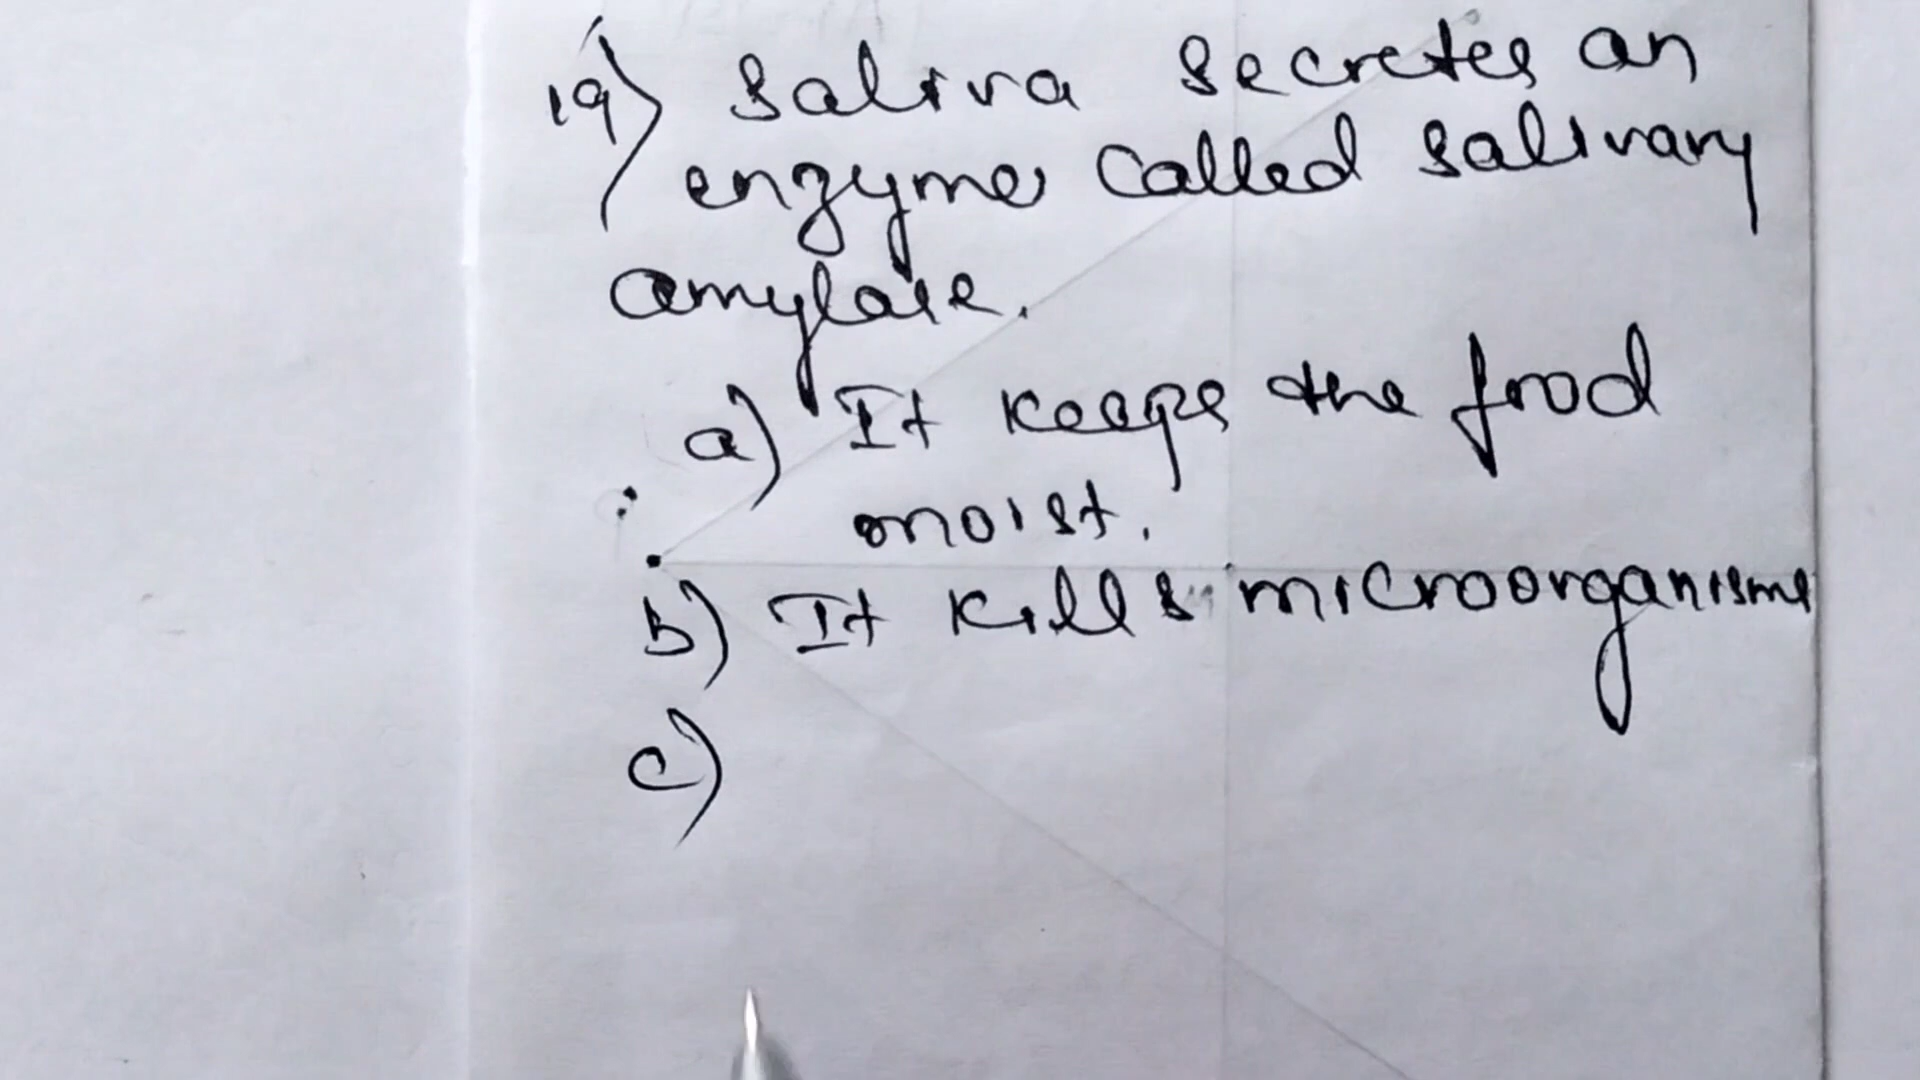 19) Saliva secretes an
enzyme called salivary
amylase.
a) It keeps the food
moist.
b) It kills microorganisms
c)